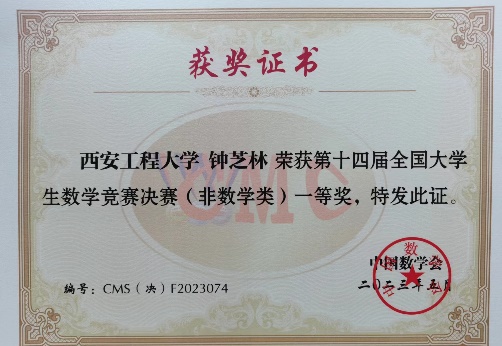 获奖证书
西安工程大学 钟芝林 荣获第十四届全国大学
生数学竞赛决赛（非数学类）一等奖，特发此证。
CMC
中国数学会
二〇二三年五月
编号：CMS（决）F2023074